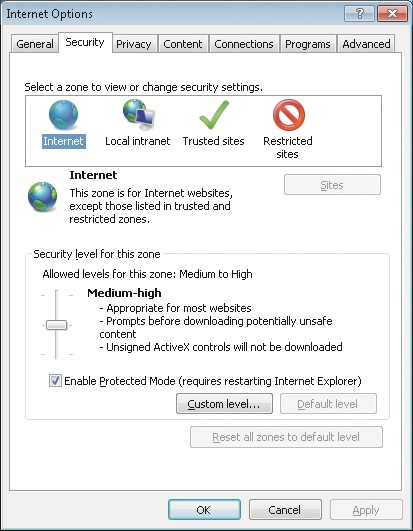 Internet Options
General Security Privacy Content Connections Programs Advanced
Select a zone to view or change security settings.
Internet Local intranet Trusted sites Restricted
sites
Internet
Sites
This zone is for Internet websites,
except those listed in trusted and
restricted zones.
Security level for this zone
Allowed levels for this zone: Medium to High
Medium-high
- Appropriate for most websites
- Prompts before downloading potentially unsafe
content
- Unsigned ActiveX controls will not be downloaded
Enable Protected Mode (requires restarting Internet Explorer)
Custom level... Default level
Reset all zones to default level
OK Cancel Apply